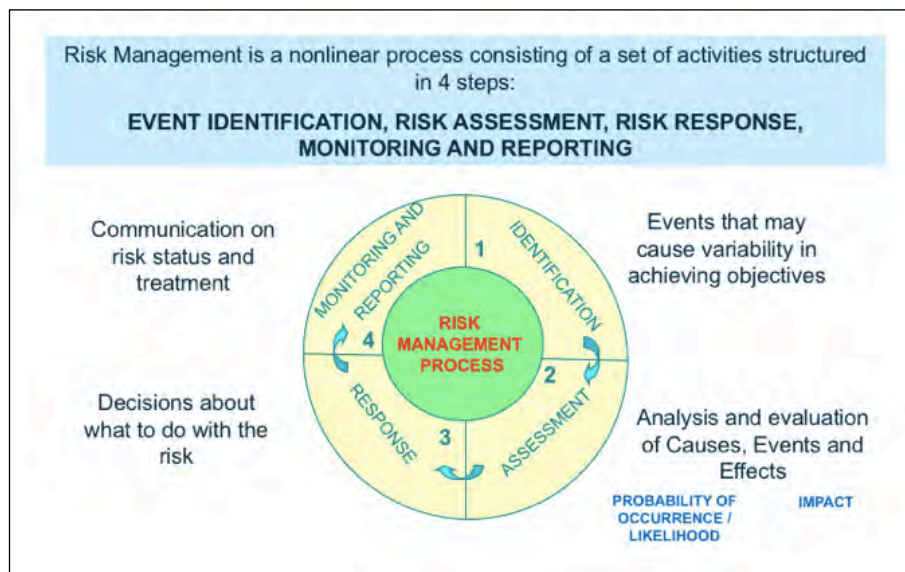 Risk Management is a nonlinear process consisting of a set of activities structured
in 4 steps:
EVENT IDENTIFICATION, RISK ASSESSMENT, RISK RESPONSE,
MONITORING AND REPORTING
Communication on
risk status and
treatment
MONITORING AND
REPORTING
1
IDENTIFICATION
Events that may
cause variability in
achieving objectives
RISK
MANAGEMENT
PROCESS
4
2
Decisions about
what to do with the
risk
RESPONSE
3
ASSESSMENT
Analysis and evaluation
of Causes, Events and
Effects
PROBABILITY OF
OCCURRENCE /
LIKELIHOOD
IMPACT